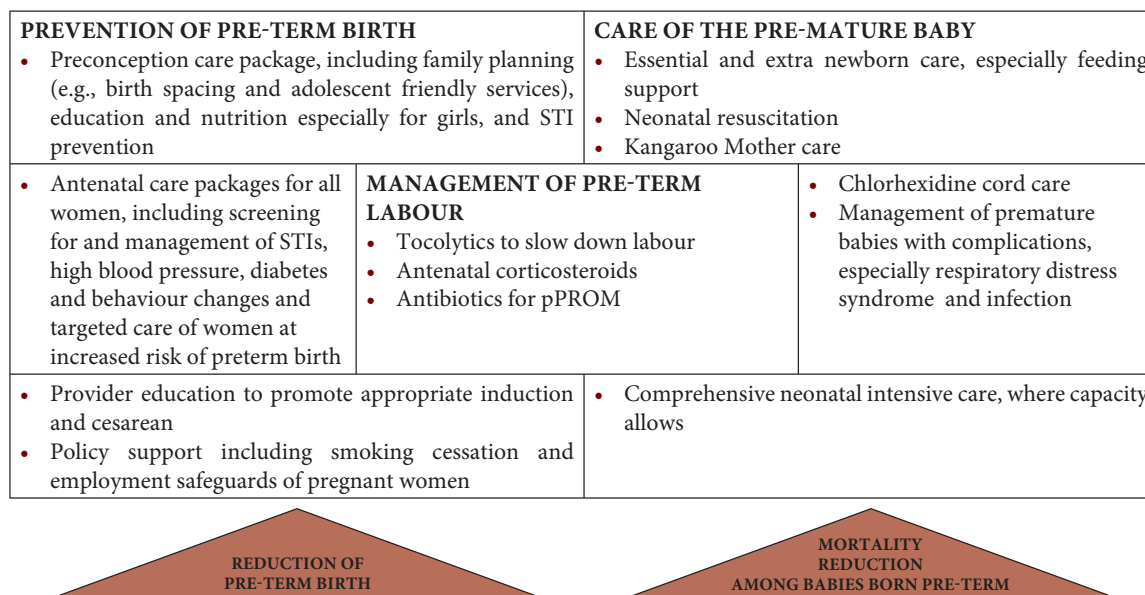 PREVENTION OF PRE-TERM BIRTH
• Preconception care package, including family planning
(e.g., birth spacing and adolescent friendly services),
education and nutrition especially for girls, and STI
prevention
CARE OF THE PRE-MATURE BABY
• Essential and extra newborn care, especially feeding
support
• Neonatal resuscitation
• Kangaroo Mother care
• Antenatal care packages for all
women, including screening
for and management of STIs,
high blood pressure, diabetes
and behaviour changes and
targeted care of women at
increased risk of preterm birth
MANAGEMENT OF PRE-TERM
LABOUR
• Tocolytics to slow down labour
• Antenatal corticosteroids
• Antibiotics for pPROM
• Chlorhexidine cord care
• Management of premature
babies with complications,
especially respiratory distress
syndrome and infection
• Provider education to promote appropriate induction
and cesarean
• Policy support including smoking cessation and
employment safeguards of pregnant women
• Comprehensive neonatal intensive care, where capacity
allows
REDUCTION OF
PRE-TERM BIRTH
MORTALITY
REDUCTION
AMONG BABIES BORN PRE-TERM